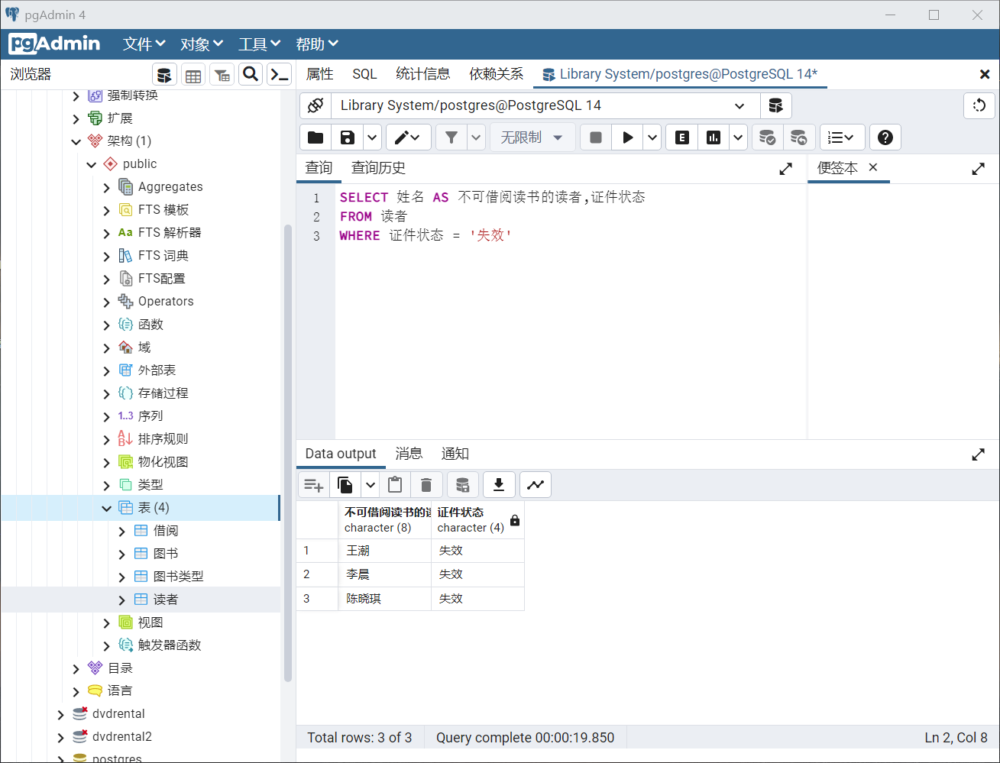 pgAdmin 4
pgAdmin 文件 对象 工具 帮助
浏览器
属性 SQL 统计信息 依赖关系 Library System/postgres@PostgreSQL 14*
强制转换
扩展
架构 (1)
public
Aggregates
FTS 模板
Aa FTS 解析器
FTS 词典
FTS配置
Operators
函数
域
外部表
存储过程
1..3 序列
排序规则
物化视图
类型
表 (4)
借阅
图书
图书类型
读者
视图
触发器函数
目录
语言
dvdrental
dvdrental2
postgres
Library System/postgres@PostgreSQL 14
无限制
E
查询 查询历史
便签本
1 SELECT 姓名 AS 不可借阅读书的读者,证件状态
2 FROM 读者
3 WHERE 证件状态 = '失效'
Data output 消息 通知
不可借阅读书的读 证件状态
character (8) character (4)
1 王潮 失效
2 李晨 失效
3 陈晓琪 失效
Total rows: 3 of 3 Query complete 00:00:19.850 Ln 2, Col 8